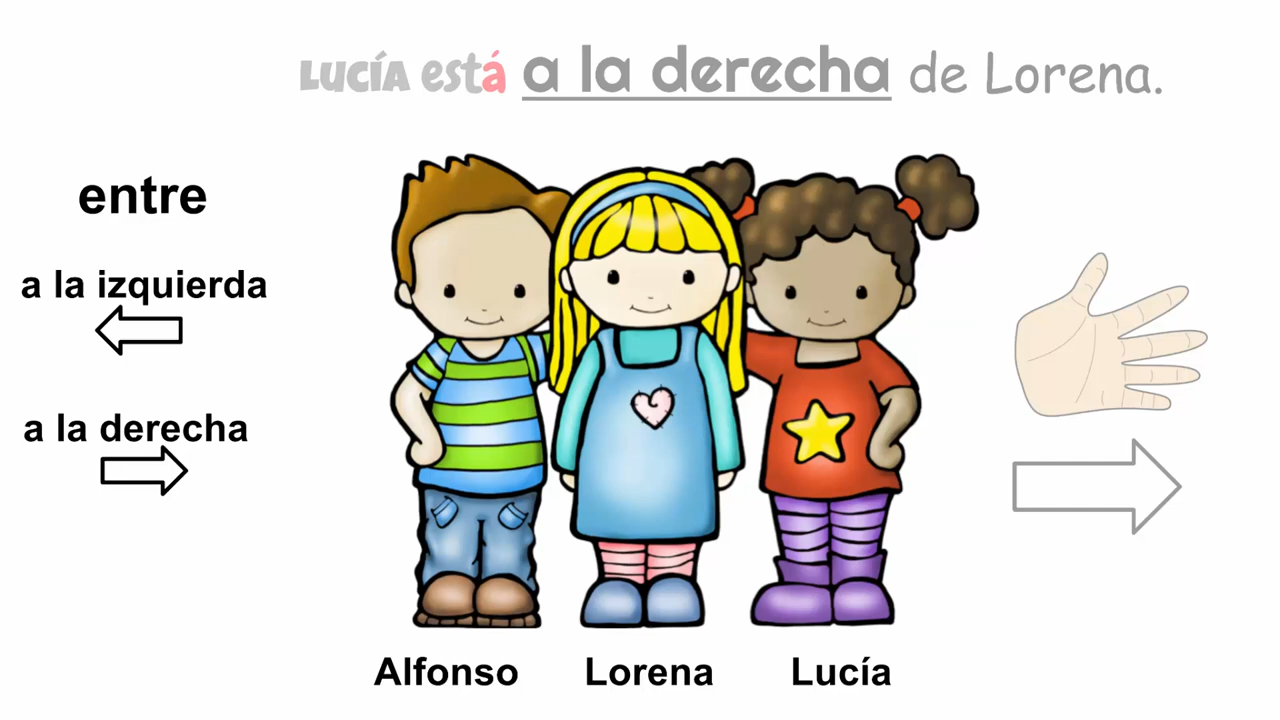 Lucía está a la derecha de Lorena.
entre
a la izquierda
a la derecha
Alfonso Lorena Lucía